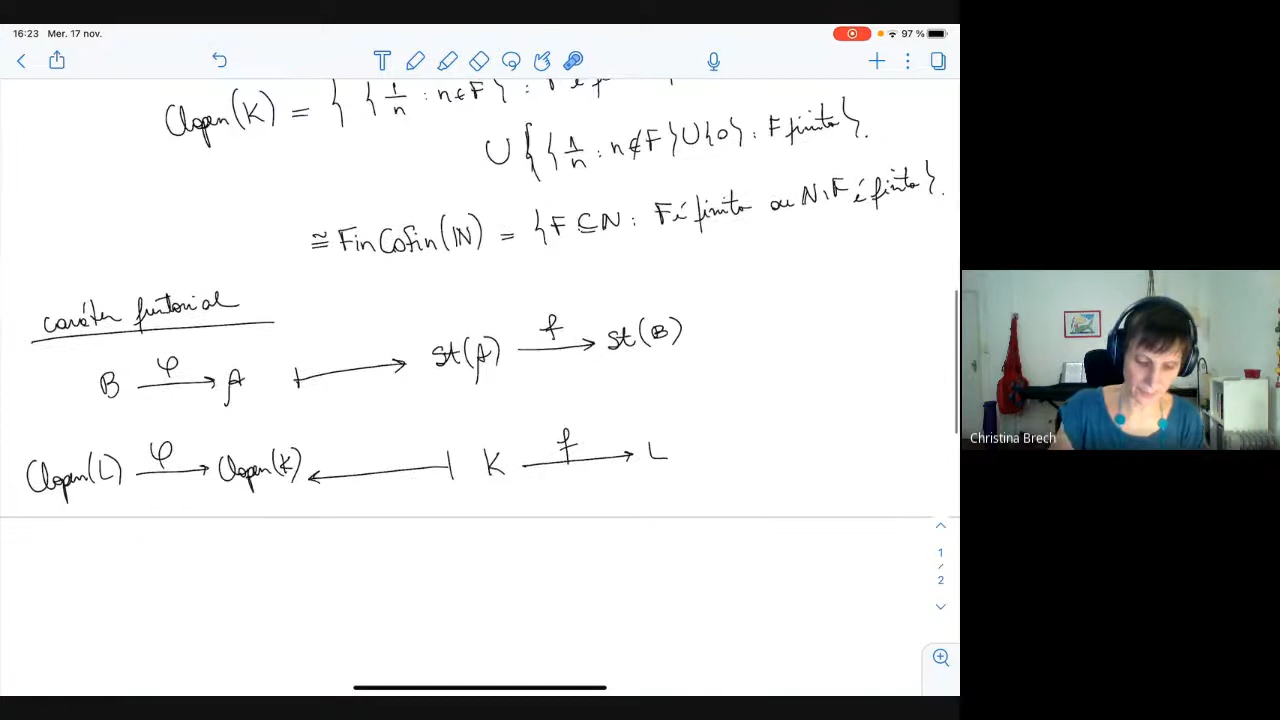 16:23 Mer. 17 nov. 97 %
Clopen(K) = { { 1/n : n ∈ F } :
∪ { { 1/n : n ∉ F } ∪ {0} : F finito }.
≅ FinCofin(ℕ) = { F ⊆ ℕ : F é finito ou ℕ \ F é finito }.
caráter funtorial
B —φ→ A ⟼ St(A) —f→ St(B)
Clopen(L) —φ→ Clopen(K) ⟻ K —f→ L
1
/
2
Christina Brech